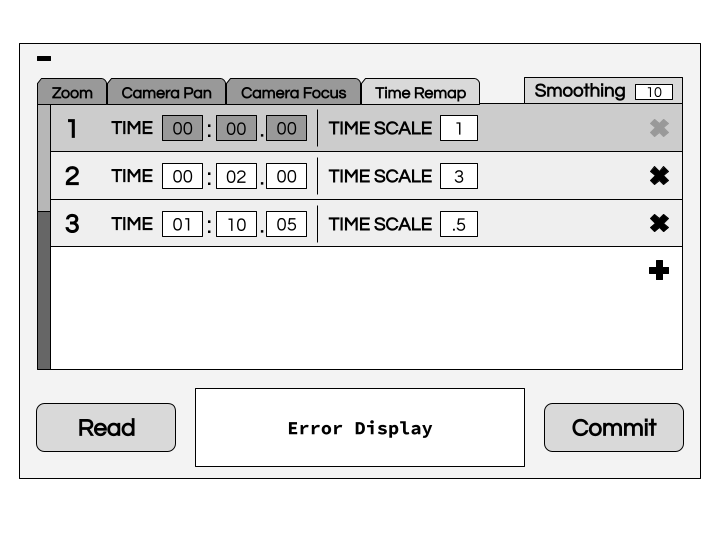 Zoom Camera Pan Camera Focus Time Remap Smoothing 10
1 TIME 00 : 00 . 00 TIME SCALE 1
2 TIME 00 : 02 . 00 TIME SCALE 3
3 TIME 01 : 10 . 05 TIME SCALE .5
Read Error Display Commit